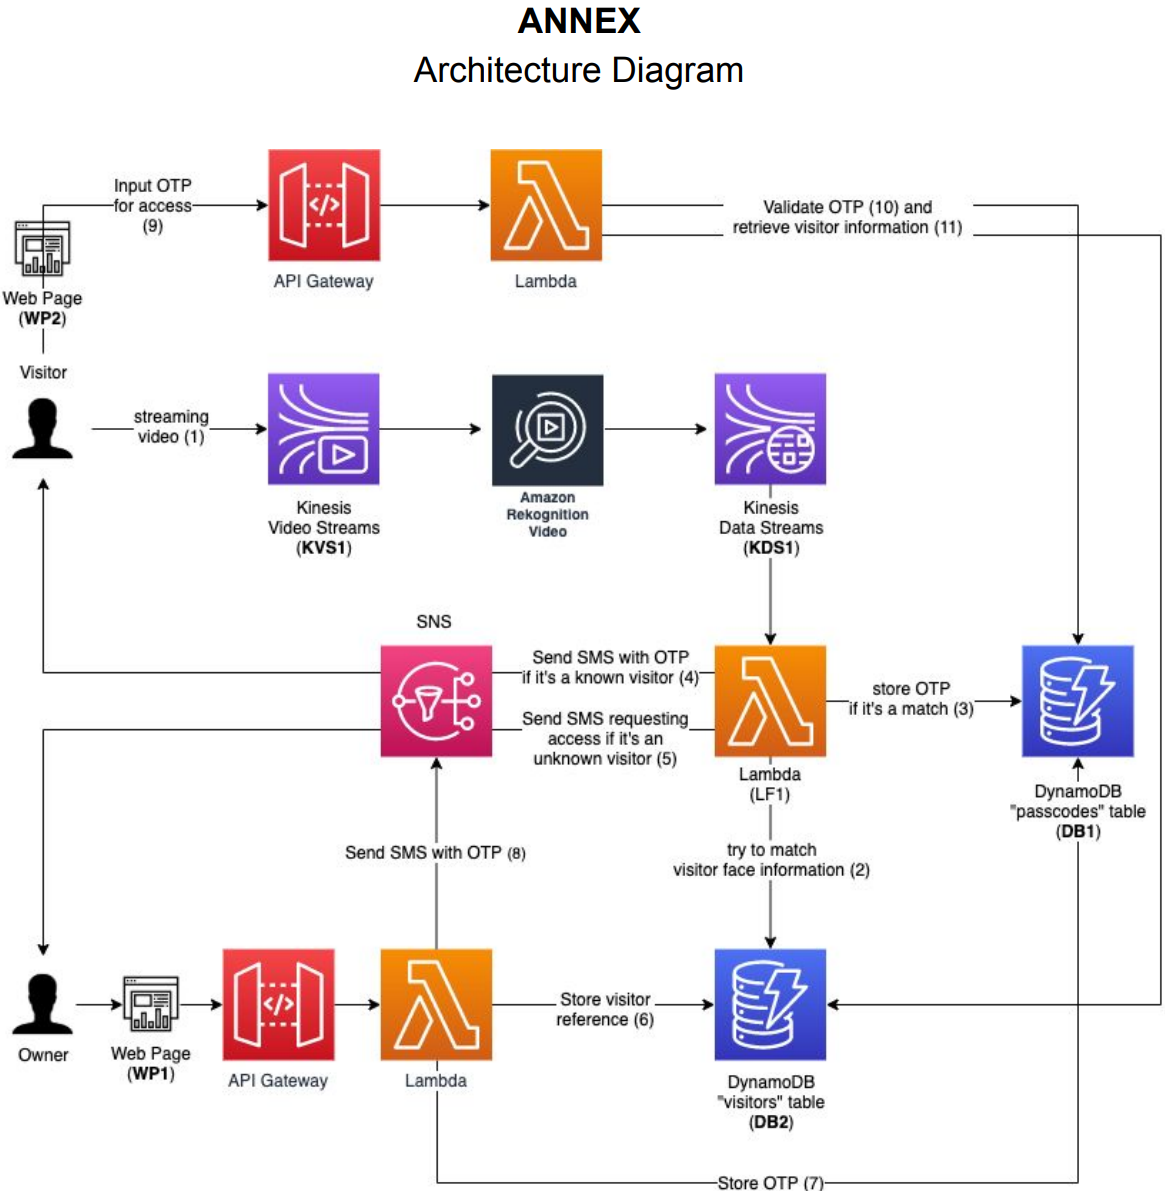 ANNEX
Architecture Diagram
Input OTP
for access
(9)
Validate OTP (10) and
retrieve visitor information (11)
API Gateway
Lambda
Web Page
(WP2)
Visitor
streaming
video (1)
Kinesis
Video Streams
(KVS1)
Amazon
Rekognition
Video
Kinesis
Data Streams
(KDS1)
SNS
Send SMS with OTP
if it's a known visitor (4)
store OTP
if it's a match (3)
Send SMS requesting
access if it's an
unknown visitor (5)
Lambda
(LF1)
DynamoDB
"passcodes" table
(DB1)
Send SMS with OTP (8)
try to match
visitor face information (2)
Store visitor
reference (6)
Owner
Web Page
(WP1)
API Gateway
Lambda
DynamoDB
"visitors" table
(DB2)
Store OTP (7)